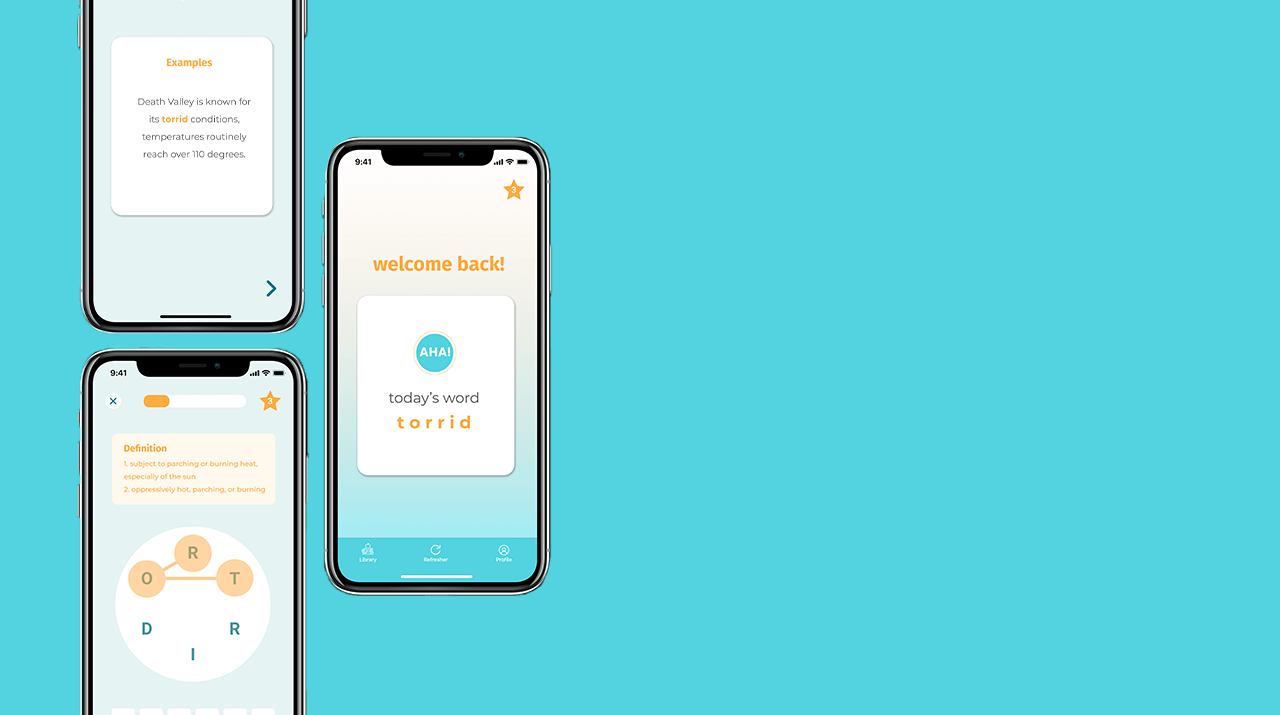 Examples
Death Valley is known for
its torrid conditions,
temperatures routinely
reach over 110 degrees.
9:41
3
Definition
1. subject to parching or burning heat,
especially of the sun
2. oppressively hot, parching, or burning
R
O T
D R
I
9:41
3
welcome back!
AHA!
today's word
torrid
Library Refresher Profile